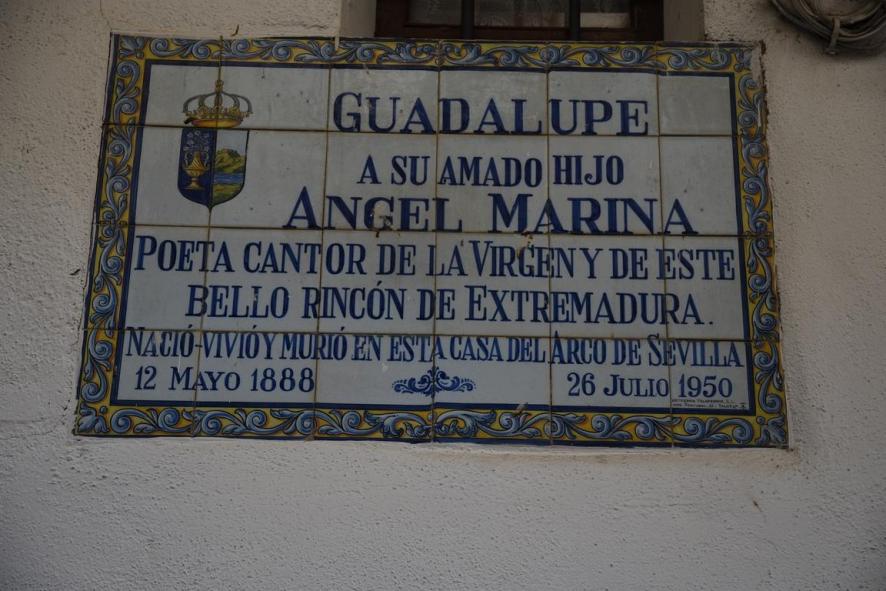 GUADALUPE
A SU AMADO HIJO
ANGEL MARINA
POETA CANTOR DE LA VIRGEN Y DE ESTE
BELLO RINCÓN DE EXTREMADURA.
NACIÓ-VIVIÓ Y MURIÓ EN ESTA CASA DEL ARCO DE SEVILLA
12 MAYO 1888 26 JULIO 1950